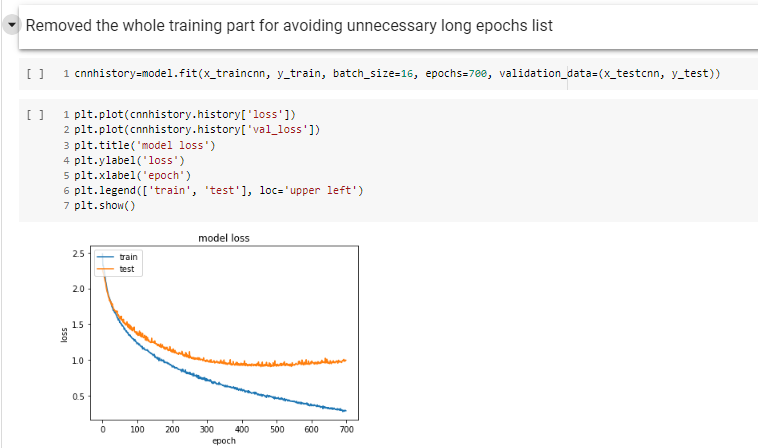 Removed the whole training part for avoiding unnecessary long epochs list
[ ] 1 cnnhistory=model.fit(x_traincnn, y_train, batch_size=16, epochs=700, validation_data=(x_testcnn, y_test))
[ ] 1 plt.plot(cnnhistory.history['loss'])
2 plt.plot(cnnhistory.history['val_loss'])
3 plt.title('model loss')
4 plt.ylabel('loss')
5 plt.xlabel('epoch')
6 plt.legend(['train', 'test'], loc='upper left')
7 plt.show()
model loss
train
test
2.5
2.0
1.5
1.0
0.5
loss
0 100 200 300 400 500 600 700
epoch